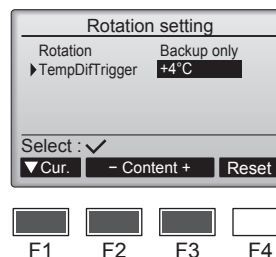 Rotation setting
Rotation Backup only
▶TempDifTrigger +4°C
Select : ✓
▼Cur. − Content + Reset
F1 F2 F3 F4